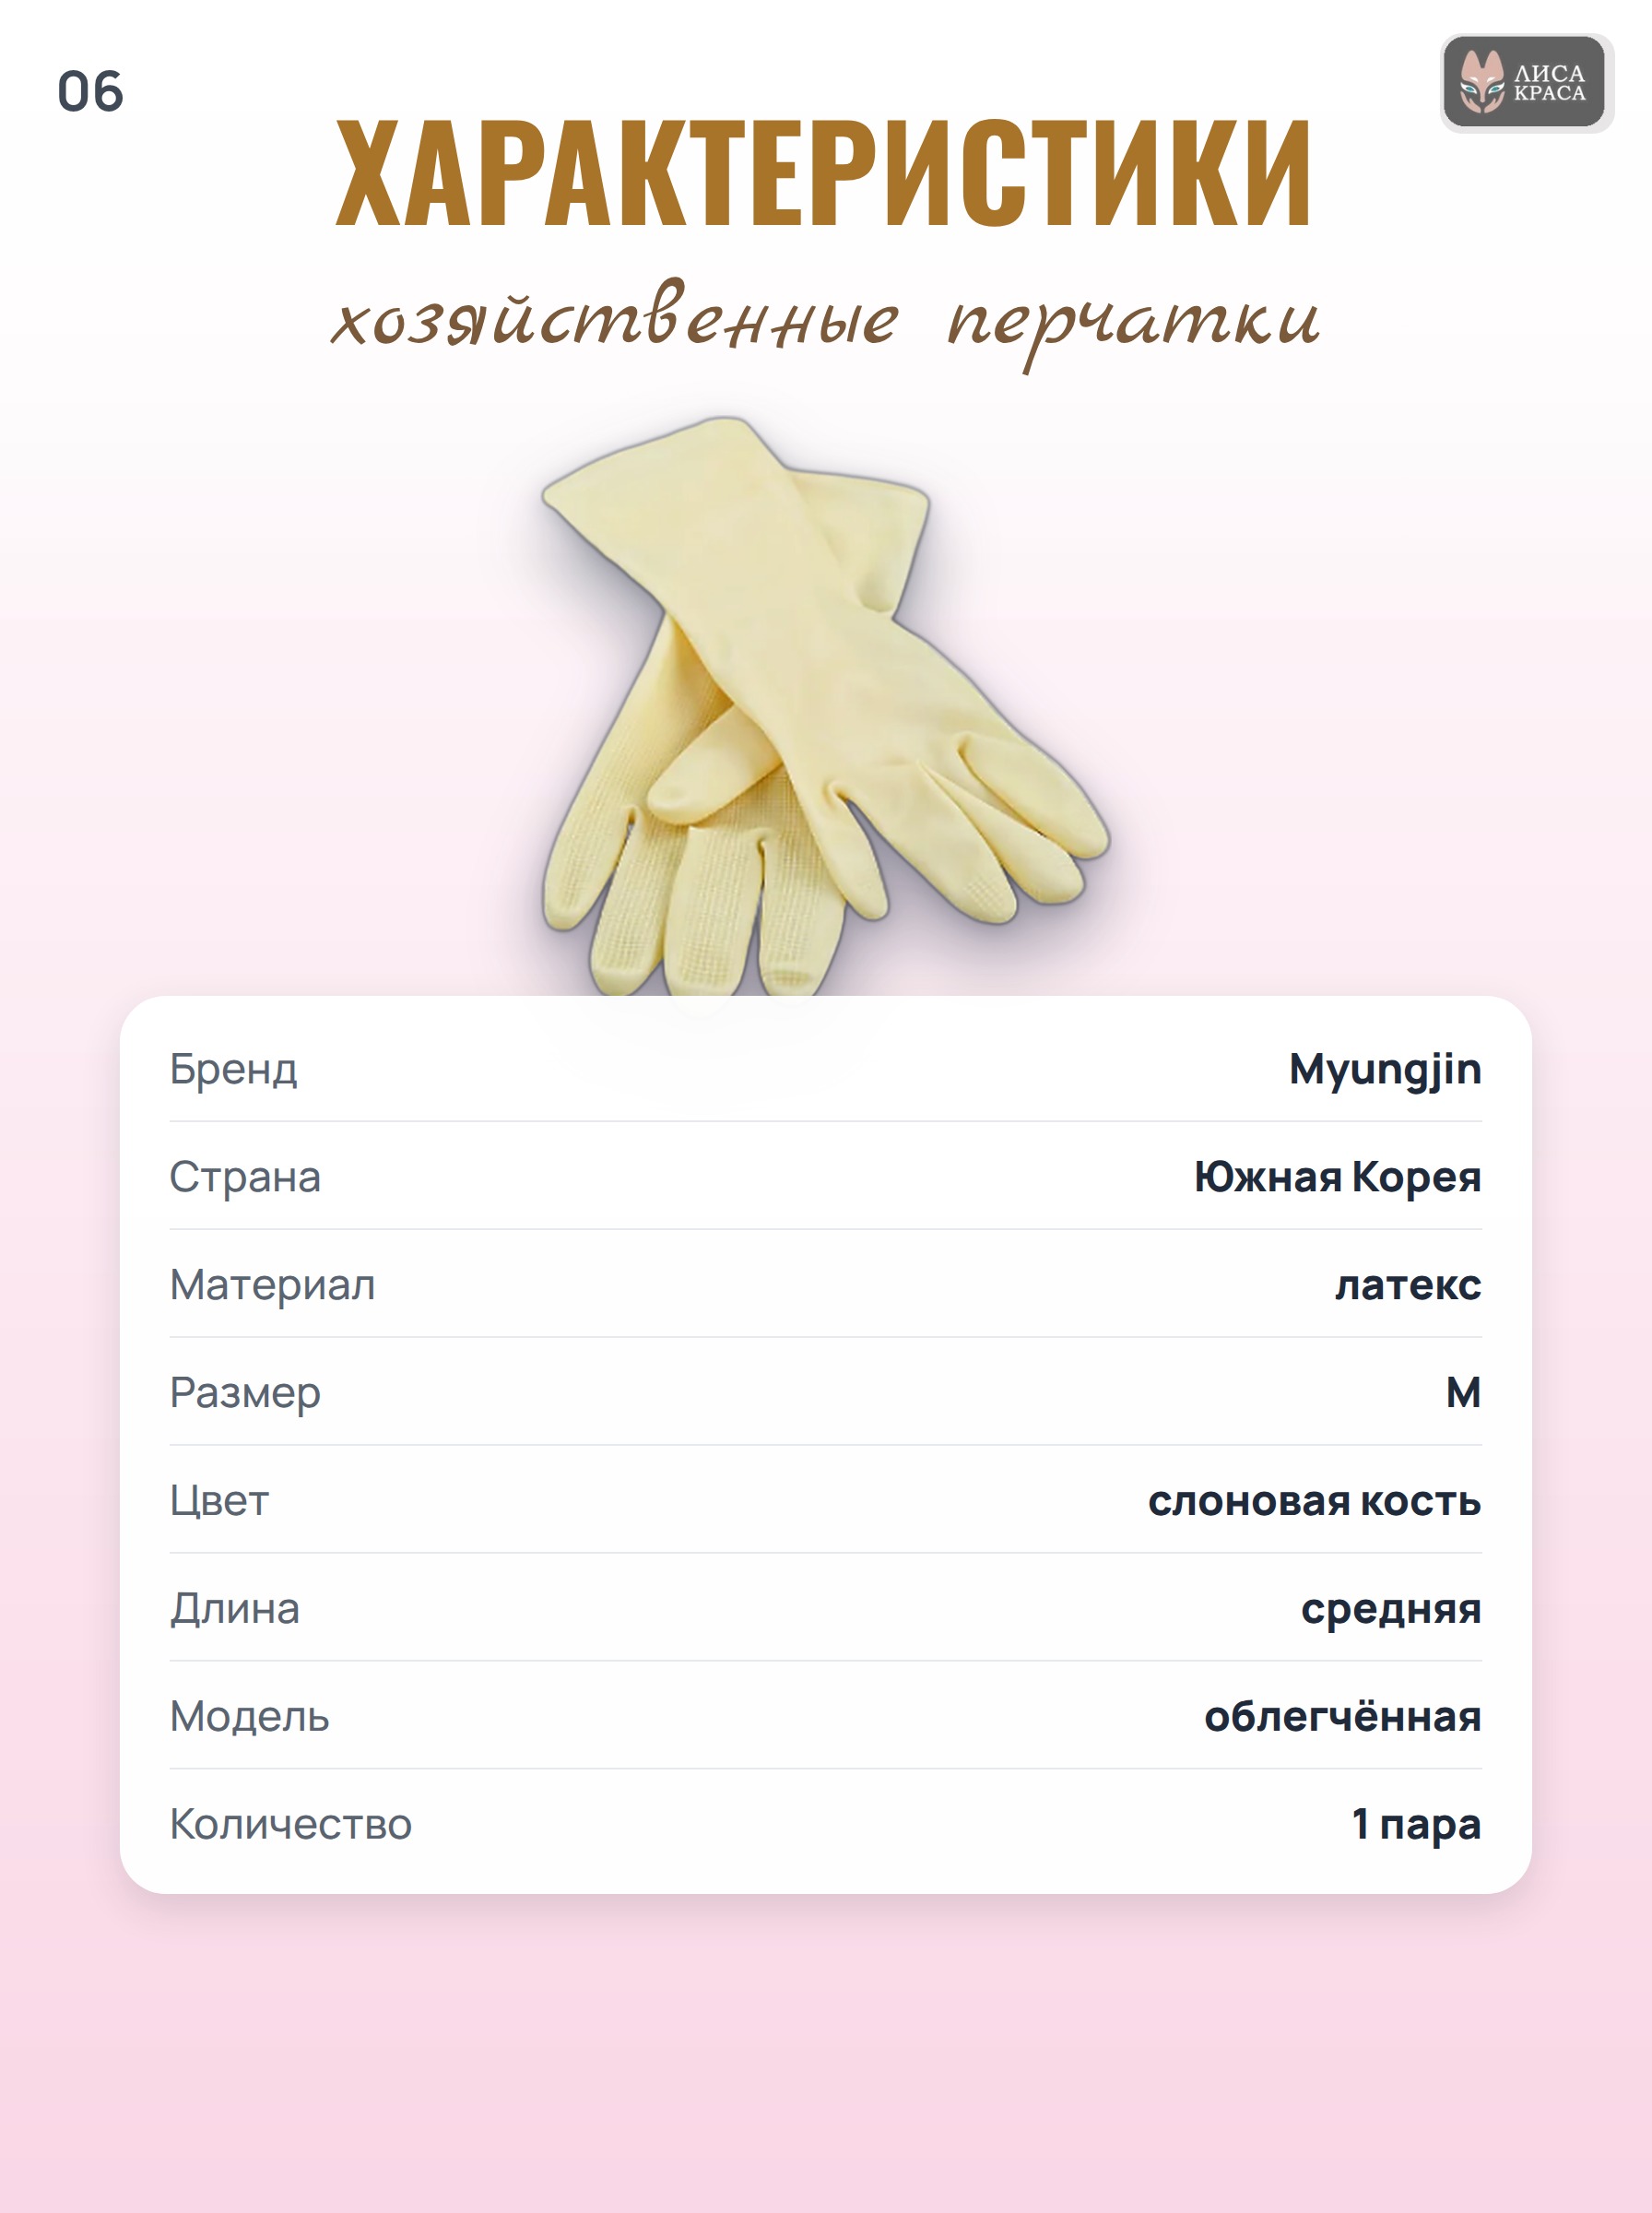 06
ЛИСА
КРАСА
ХАРАКТЕРИСТИКИ
хозяйственные перчатки
Бренд Myungjin
Страна Южная Корея
Материал латекс
Размер M
Цвет слоновая кость
Длина средняя
Модель облегчённая
Количество 1 пара